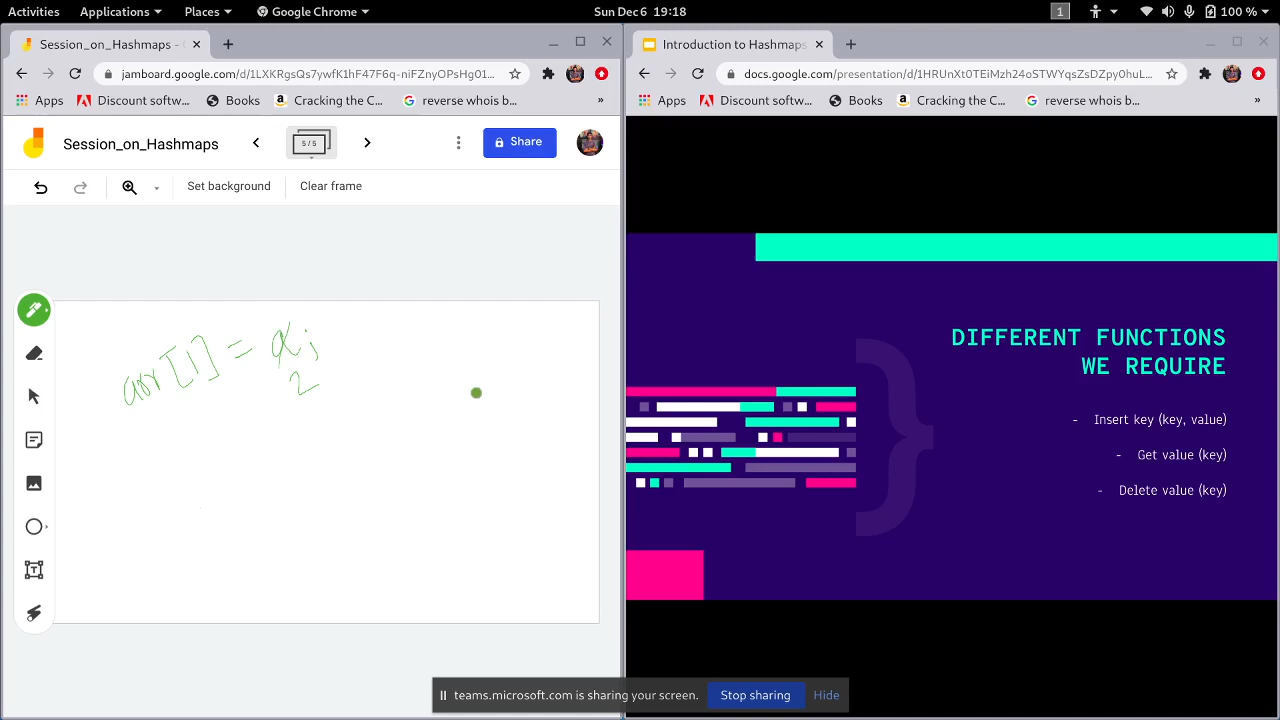 Activities
Applications
Places
Google Chrome
Sun Dec 6 19:18
1
100 %
Session_on_Hashmaps - G
jamboard.google.com/d/1LXKRgsQs7ywfK1hF47F6q-niFZnyOPsHg01...
Apps
Discount softw...
Books
Cracking the C...
reverse whois b...
»
Session_on_Hashmaps
5 / 5
Share
Set background
Clear frame
arr[1] = x;
2
Introduction to Hashmaps
docs.google.com/presentation/d/1HRUnXt0TEiMzh24oSTWYqsZsDZpy0huL...
Apps
Discount softw...
Books
Cracking the C...
reverse whois b...
»
DIFFERENT FUNCTIONS
WE REQUIRE
- Insert key (key, value)
- Get value (key)
- Delete value (key)
teams.microsoft.com is sharing your screen.
Stop sharing
Hide